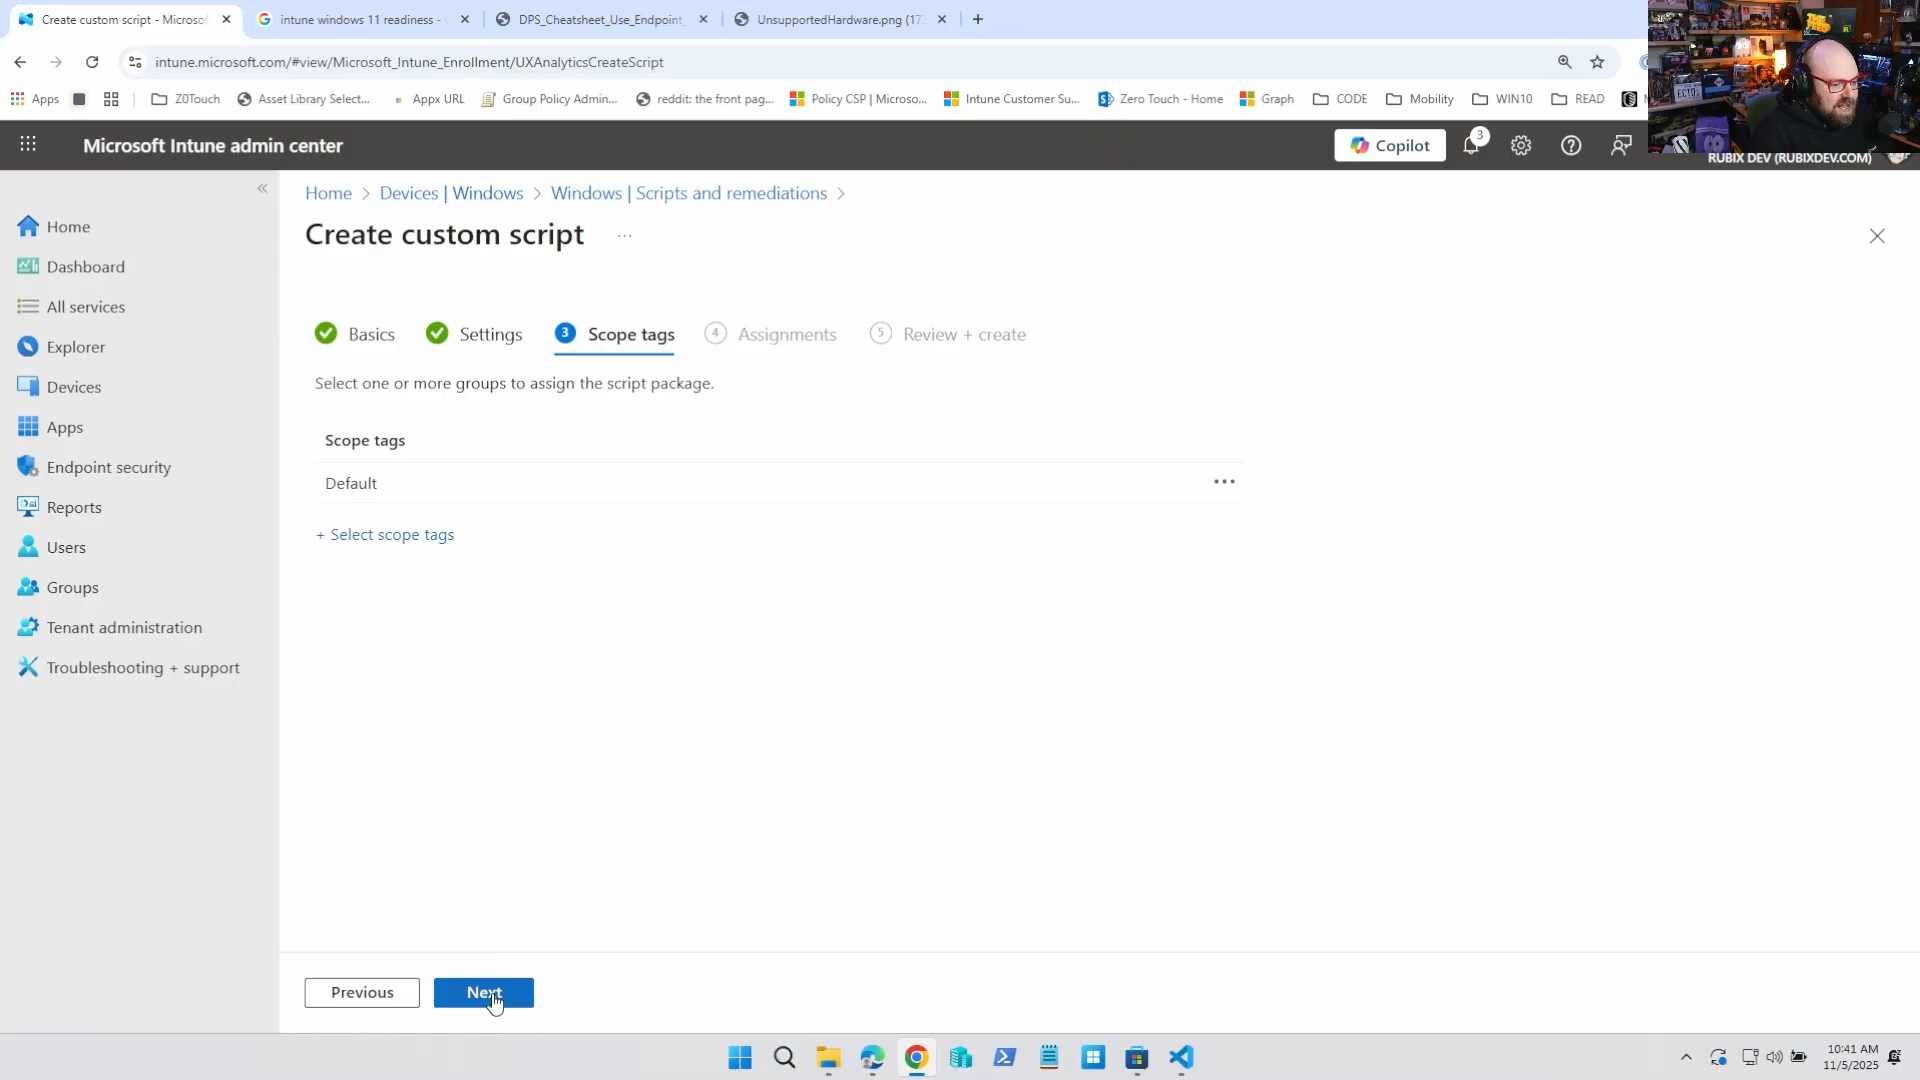 Create custom script - Microsof
intune windows 11 readiness -
DPS_Cheatsheet_Use_Endpoint_
UnsupportedHardware.png (17
intune.microsoft.com/#view/Microsoft_Intune_Enrollment/UXAnalyticsCreateScript
Apps
Z0Touch
Asset Library Select...
Appx URL
Group Policy Admin...
reddit: the front pag...
Policy CSP | Microso...
Intune Customer Su...
Zero Touch - Home
Graph
CODE
Mobility
WIN10
READ
Microsoft Intune admin center
Copilot
3
RUBIX DEV (RUBIXDEV.COM)
Home
Dashboard
All services
Explorer
Devices
Apps
Endpoint security
Reports
Users
Groups
Tenant administration
Troubleshooting + support
Home > Devices | Windows > Windows | Scripts and remediations >
Create custom script ...
Basics
Settings
3 Scope tags
4 Assignments
5 Review + create
Select one or more groups to assign the script package.
Scope tags
Default
+ Select scope tags
Previous
Next
10:41 AM
11/5/2025